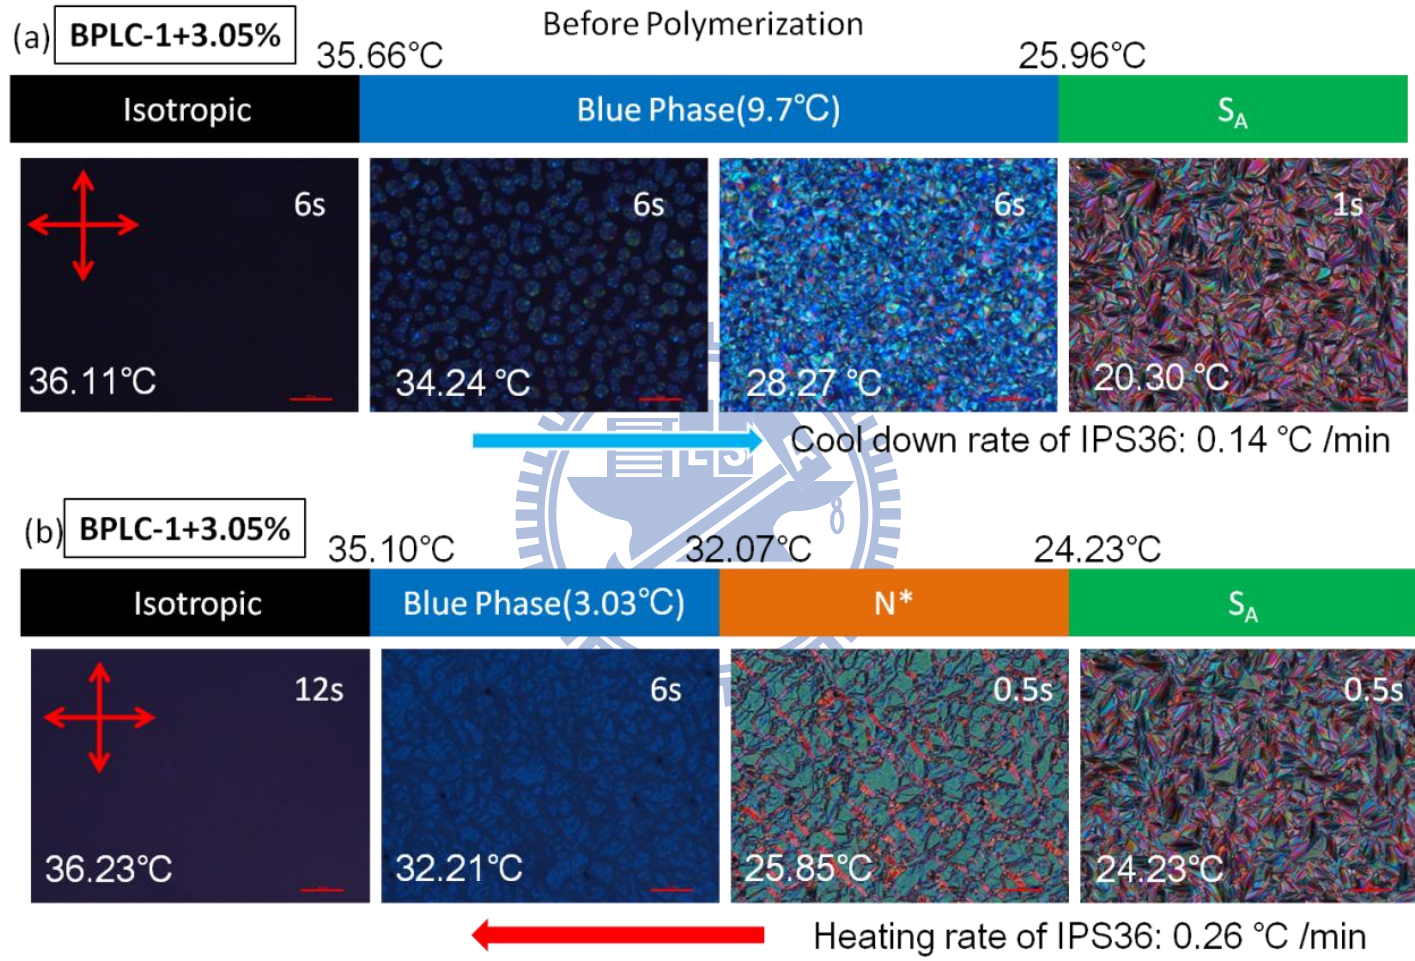 Before Polymerization
(a) BPLC-1+3.05%
35.66℃ 25.96℃
Isotropic Blue Phase(9.7℃) S_A
6s 6s 6s 1s
36.11℃ 34.24 ℃ 28.27 ℃ 20.30 ℃
Cool down rate of IPS36: 0.14 ℃ /min
(b) BPLC-1+3.05%
35.10℃ 32.07℃ 24.23℃
Isotropic Blue Phase(3.03℃) N* S_A
12s 6s 0.5s 0.5s
36.23℃ 32.21℃ 25.85℃ 24.23℃
Heating rate of IPS36: 0.26 ℃ /min